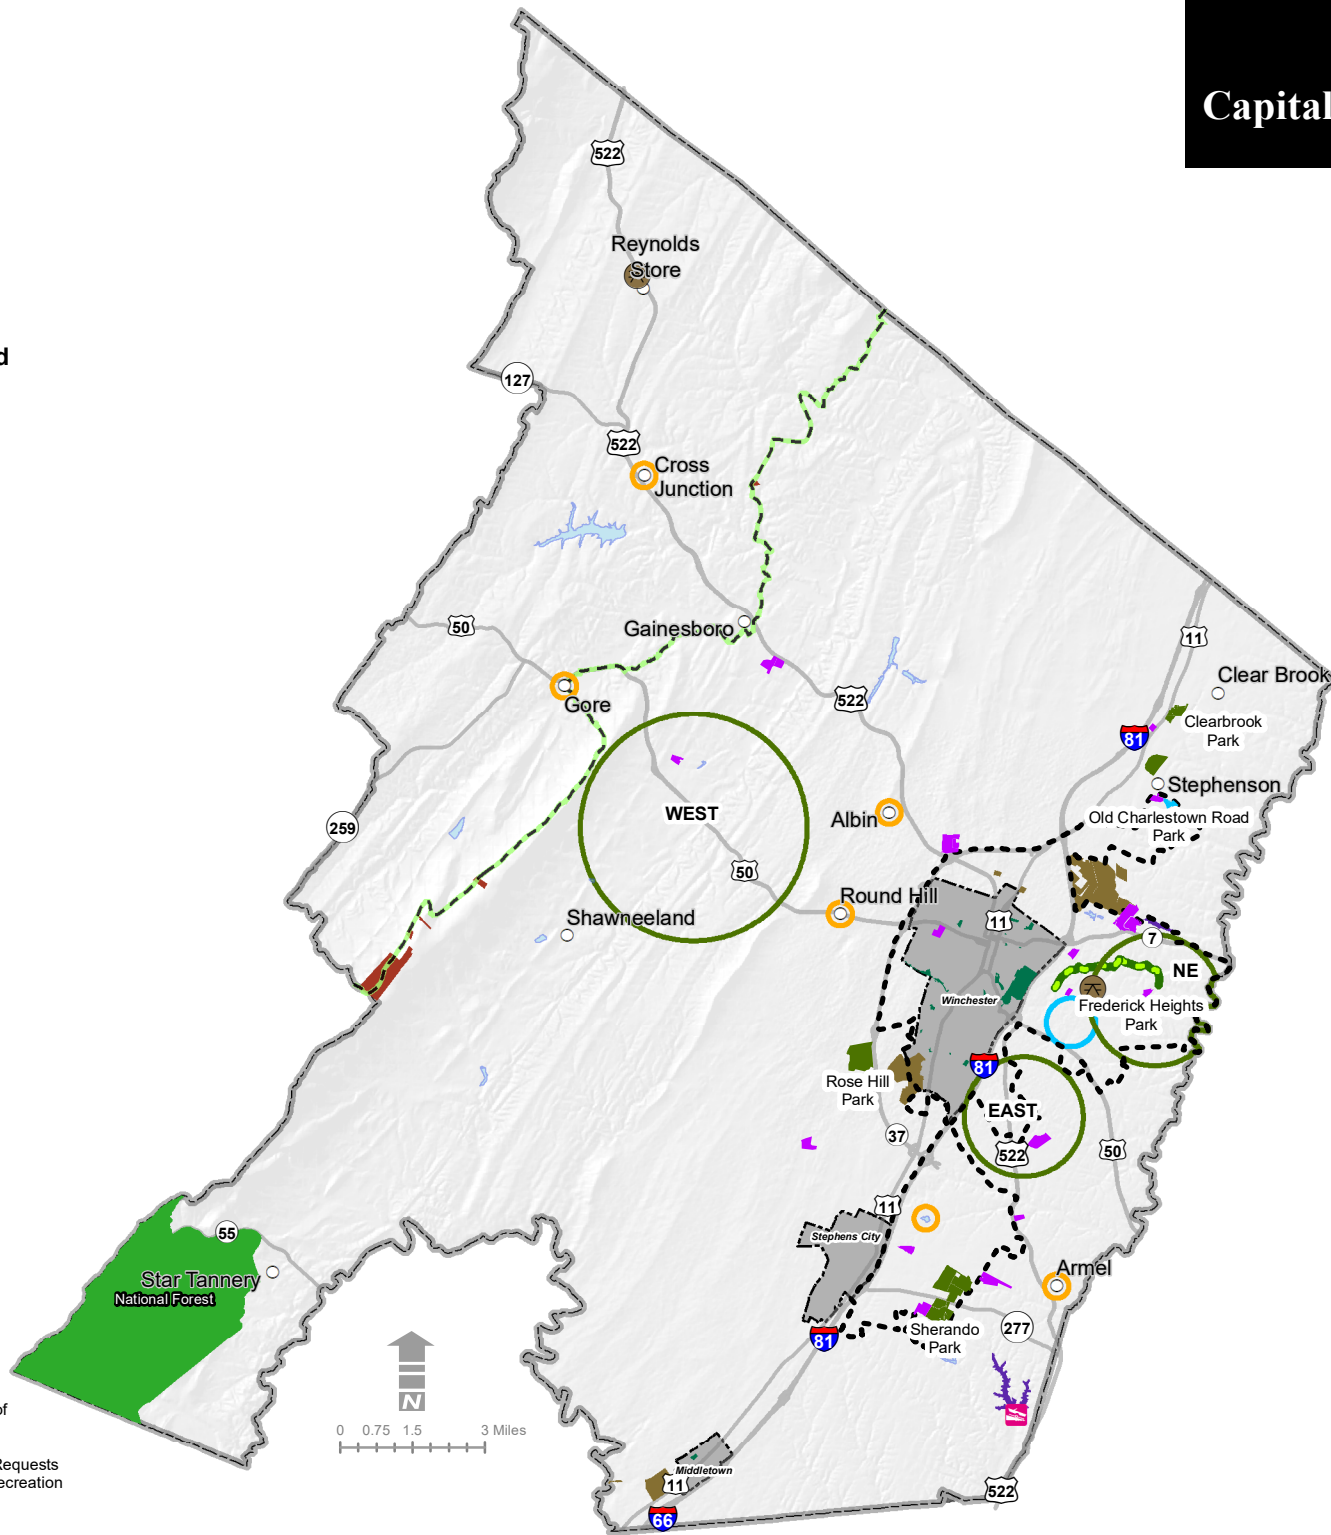 Capital
522
Reynolds
Store
d
127
522
Cross
Junction
50
Gainesboro
11
Clear Brook
Gore
522
Clearbrook
Park
81
Stephenson
WEST
Albin
Old Charlestown Road
Park
259
50
Round Hill
Shawneeland
11
7
NE
Winchester
Frederick Heights
Park
81
Rose Hill
Park
EAST
37
522
50
11
55
Stephens City
Star Tannery
National Forest
Armel
277
81
Sherando
Park
N
of
0 0.75 1.5 3 Miles
Requests
ecreation
Middletown
11
522
66